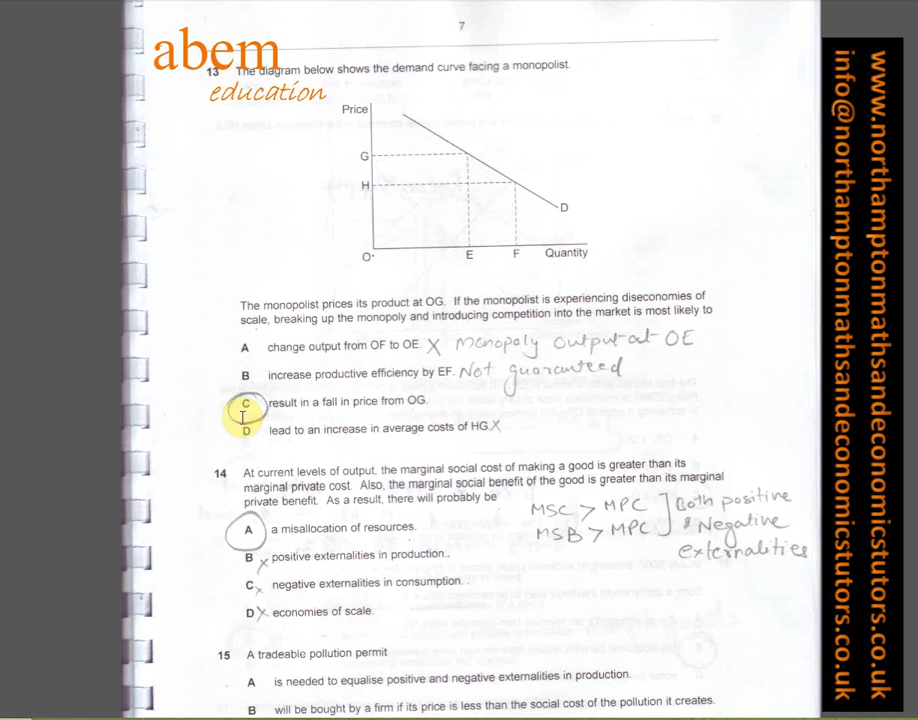 7
abem
education
13 The diagram below shows the demand curve facing a monopolist.
Price
G
H
D
O
E
F
Quantity
The monopolist prices its product at OG. If the monopolist is experiencing diseconomies of
scale, breaking up the monopoly and introducing competition into the market is most likely to
A change output from OF to OE. X Monopoly output at OE
B increase productive efficiency by EF. Not guaranteed
C result in a fall in price from OG.
D lead to an increase in average costs of HG. X
14 At current levels of output, the marginal social cost of making a good is greater than its
marginal private cost. Also, the marginal social benefit of the good is greater than its marginal
private benefit. As a result, there will probably be
MSC > MPC ] Both positive
MSB > MPC ] & Negative
externalities
A a misallocation of resources.
B X positive externalities in production..
C X negative externalities in consumption. .
D X economies of scale.
15 A tradeable pollution permit
A is needed to equalise positive and negative externalities in production.
B will be bought by a firm if its price is less than the social cost of the pollution it creates.
www.northamptonmathsandeconomicstutors.co.uk
info@northamptonmathsandeconomicstutors.co.uk